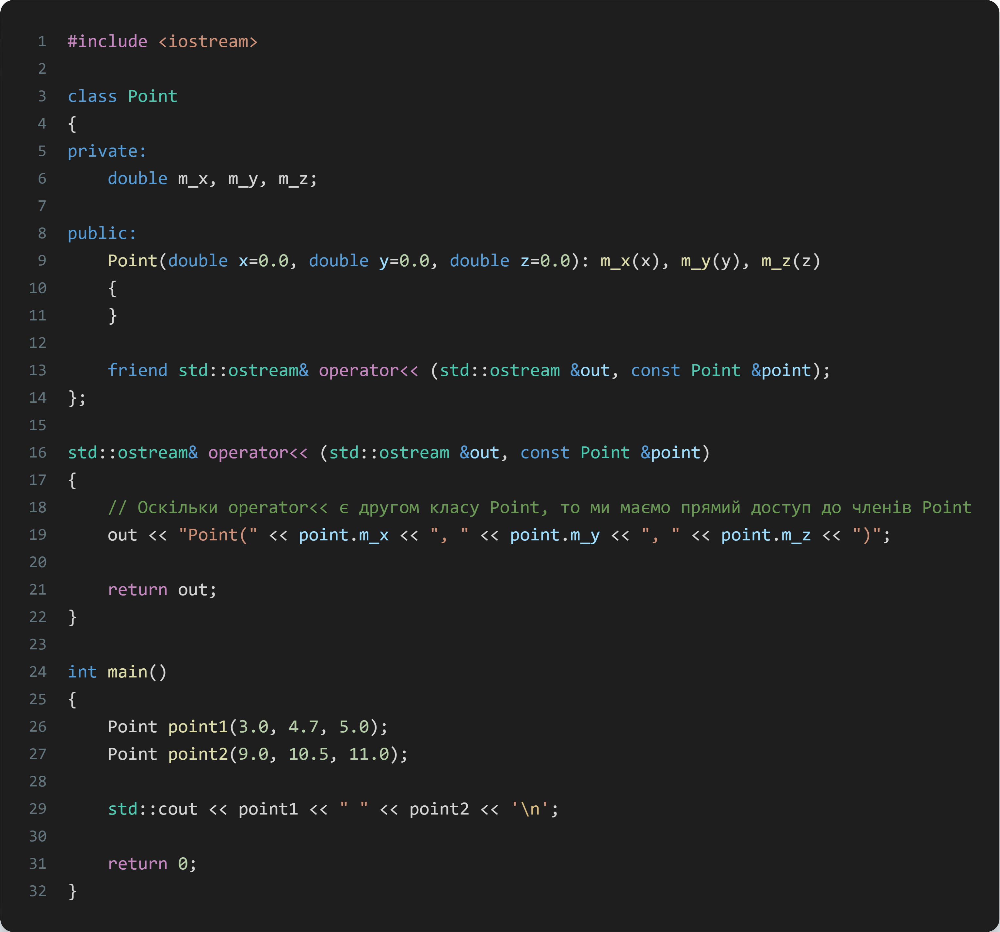 1 #include <iostream>
2
3 class Point
4 {
5 private:
6     double m_x, m_y, m_z;
7
8 public:
9     Point(double x=0.0, double y=0.0, double z=0.0): m_x(x), m_y(y), m_z(z)
10     {
11     }
12
13     friend std::ostream& operator<< (std::ostream &out, const Point &point);
14 };
15
16 std::ostream& operator<< (std::ostream &out, const Point &point)
17 {
18     // Оскільки operator<< є другом класу Point, то ми маємо прямий доступ до членів Point
19     out << "Point(" << point.m_x << ", " << point.m_y << ", " << point.m_z << ")";
20
21     return out;
22 }
23
24 int main()
25 {
26     Point point1(3.0, 4.7, 5.0);
27     Point point2(9.0, 10.5, 11.0);
28
29     std::cout << point1 << " " << point2 << '\n';
30
31     return 0;
32 }